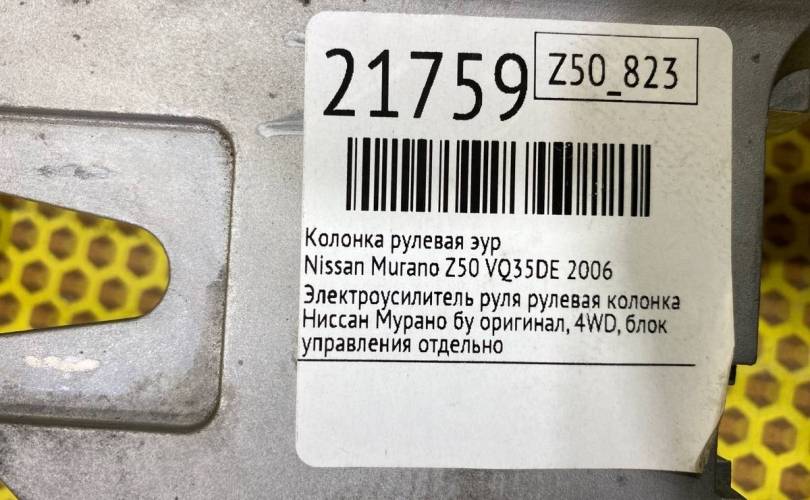 21759
Z50_823
Колонка рулевая эур
Nissan Murano Z50 VQ35DE 2006
Электроусилитель руля рулевая колонка
Ниссан Мурано бу оригинал, 4WD, блок
управления отдельно